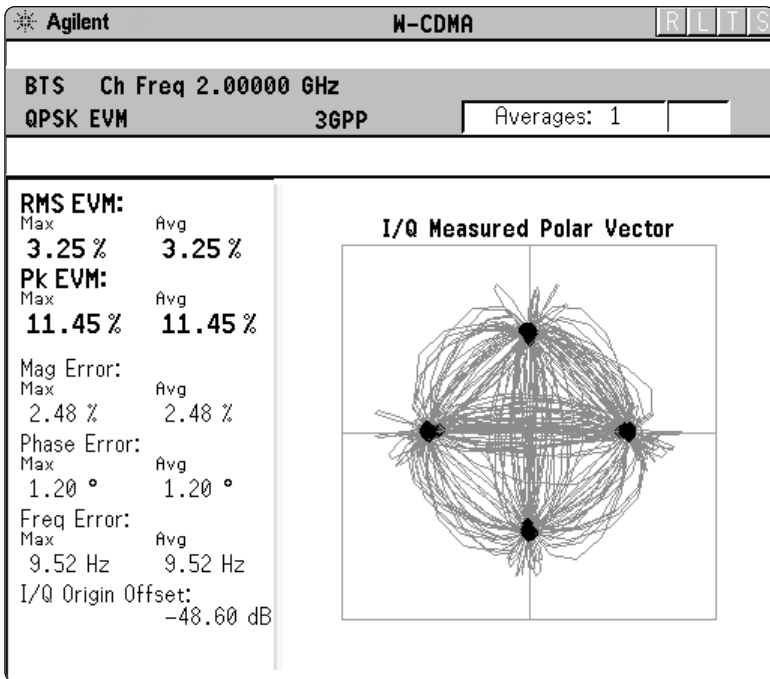 Agilent W-CDMA R L T S
BTS Ch Freq 2.00000 GHz
QPSK EVM 3GPP Averages: 1
RMS EVM:
Max Avg
3.25 % 3.25 %
Pk EVM:
Max Avg
11.45 % 11.45 %
Mag Error:
Max Avg
2.48 % 2.48 %
Phase Error:
Max Avg
1.20 ° 1.20 °
Freq Error:
Max Avg
9.52 Hz 9.52 Hz
I/Q Origin Offset:
-48.60 dB
I/Q Measured Polar Vector